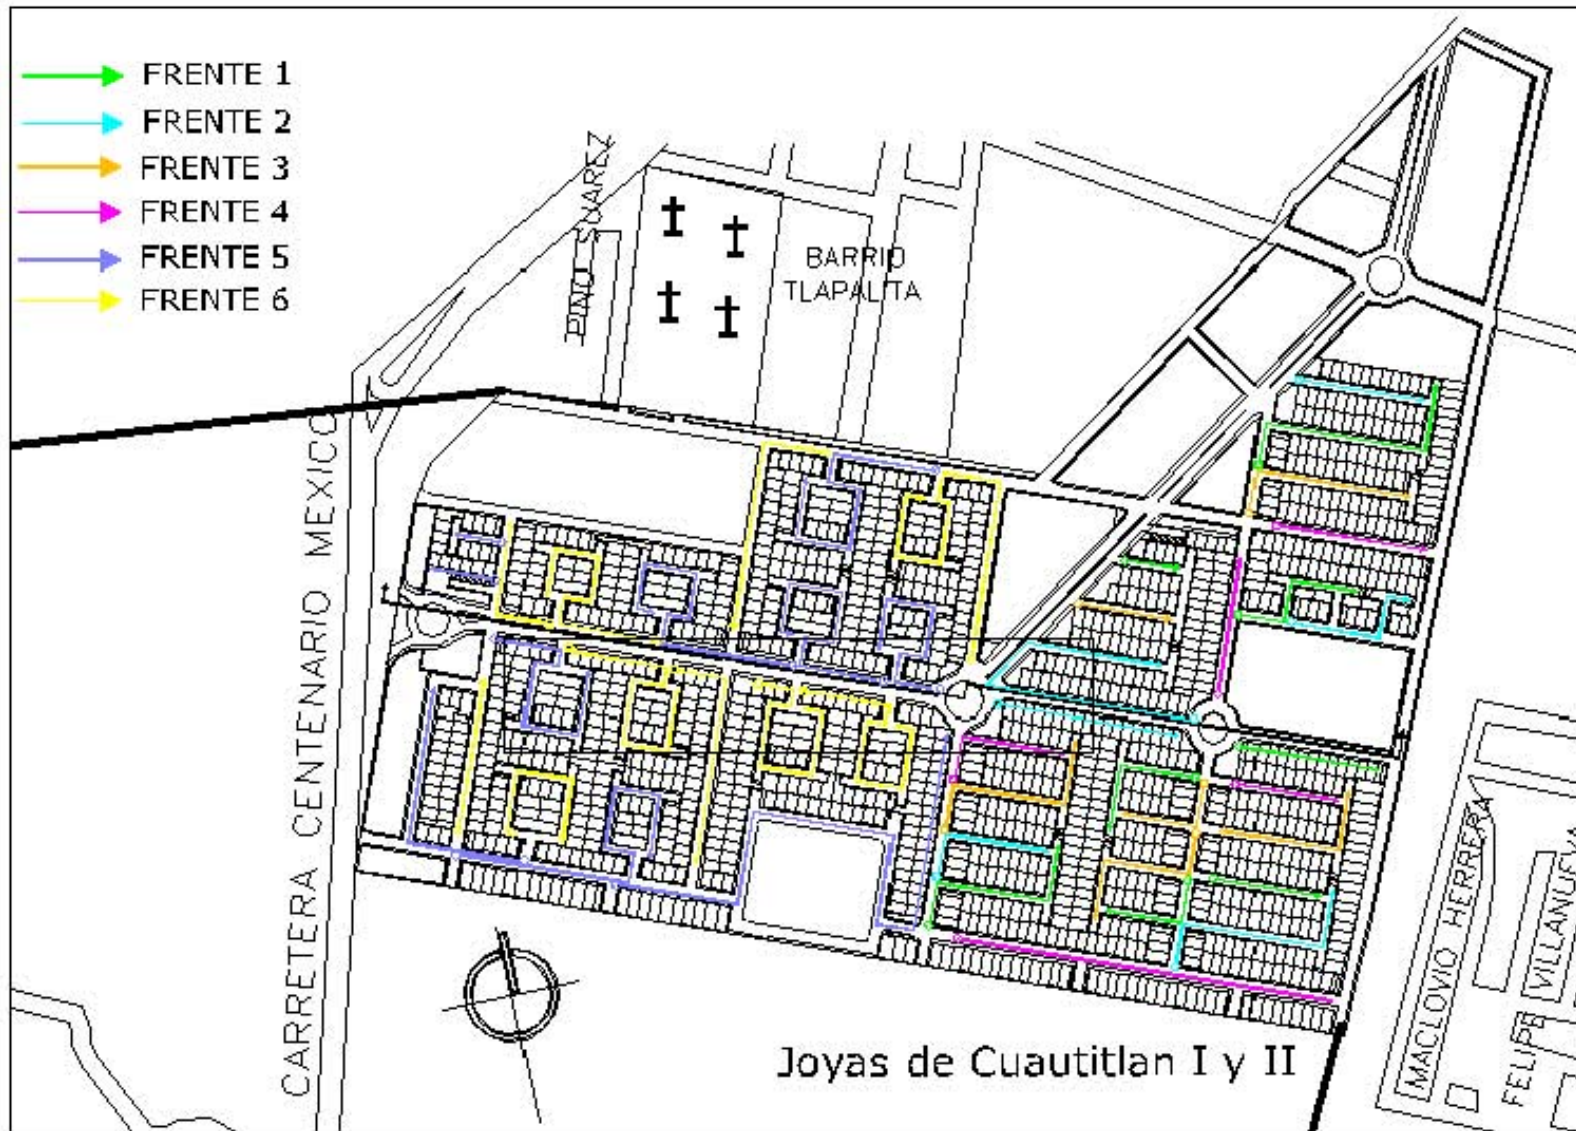 FRENTE 1
FRENTE 2
FRENTE 3
FRENTE 4
FRENTE 5
FRENTE 6
PINO SUAREZ
BARRIO
TLAPALITA
CARRETERA CENTENARIO MEXICO
MACLOVIO HERRERA
FELIPE VILLANUEVA
Joyas de Cuautitlan I y II